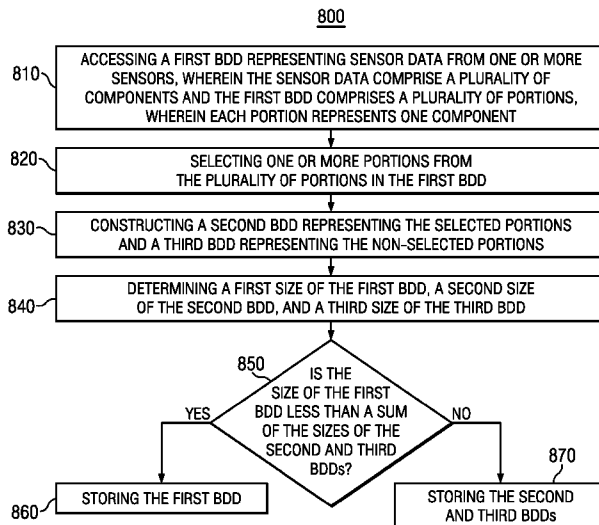 800
810
ACCESSING A FIRST BDD REPRESENTING SENSOR DATA FROM ONE OR MORE
SENSORS, WHEREIN THE SENSOR DATA COMPRISE A PLURALITY OF
COMPONENTS AND THE FIRST BDD COMPRISES A PLURALITY OF PORTIONS,
WHEREIN EACH PORTION REPRESENTS ONE COMPONENT
820
SELECTING ONE OR MORE PORTIONS FROM
THE PLURALITY OF PORTIONS IN THE FIRST BDD
830
CONSTRUCTING A SECOND BDD REPRESENTING THE SELECTED PORTIONS
AND A THIRD BDD REPRESENTING THE NON-SELECTED PORTIONS
840
DETERMINING A FIRST SIZE OF THE FIRST BDD, A SECOND SIZE
OF THE SECOND BDD, AND A THIRD SIZE OF THE THIRD BDD
850
IS THE
SIZE OF THE FIRST
BDD LESS THAN A SUM
OF THE SIZES OF THE
SECOND AND THIRD
BDDs?
YES
NO
860
STORING THE FIRST BDD
870
STORING THE SECOND
AND THIRD BDDs